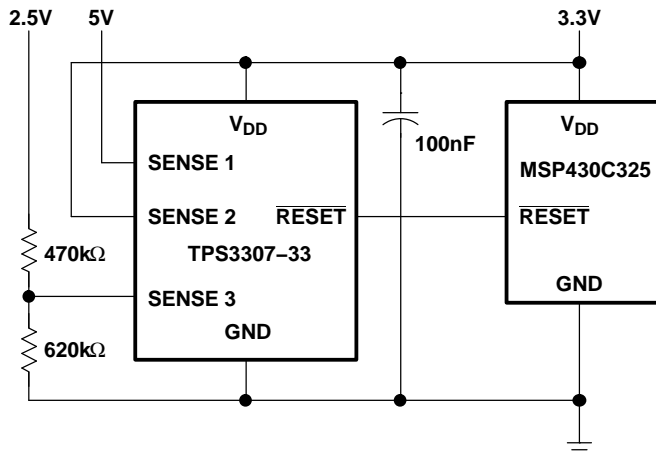 2.5V 5V 3.3V
VDD VDD
100nF
SENSE 1 MSP430C325
SENSE 2 RESET RESET
470kΩ TPS3307–33
GND
SENSE 3
GND
620kΩ